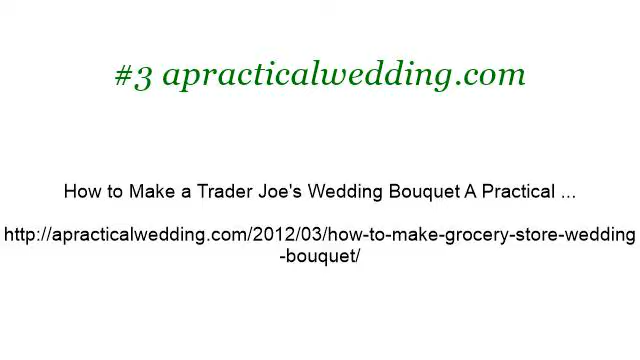 #3 apracticalwedding.com
How to Make a Trader Joe's Wedding Bouquet A Practical ...
http://apracticalwedding.com/2012/03/how-to-make-grocery-store-wedding
-bouquet/